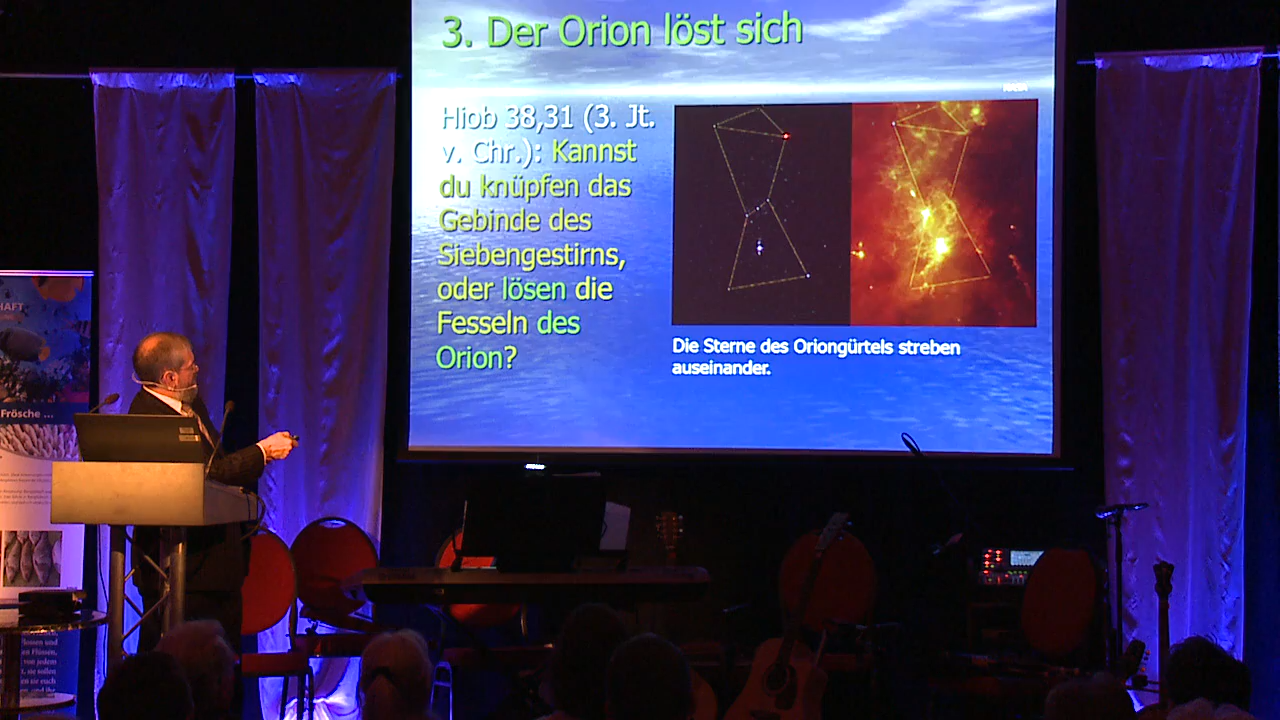 3. Der Orion löst sich
Hiob 38,31 (3. Jt.
v. Chr.): Kannst
du knüpfen das
Gebinde des
Siebengestirns,
oder lösen die
Fesseln des
Orion?
NASA
Die Sterne des Oriongürtels streben
auseinander.
Frösche ...